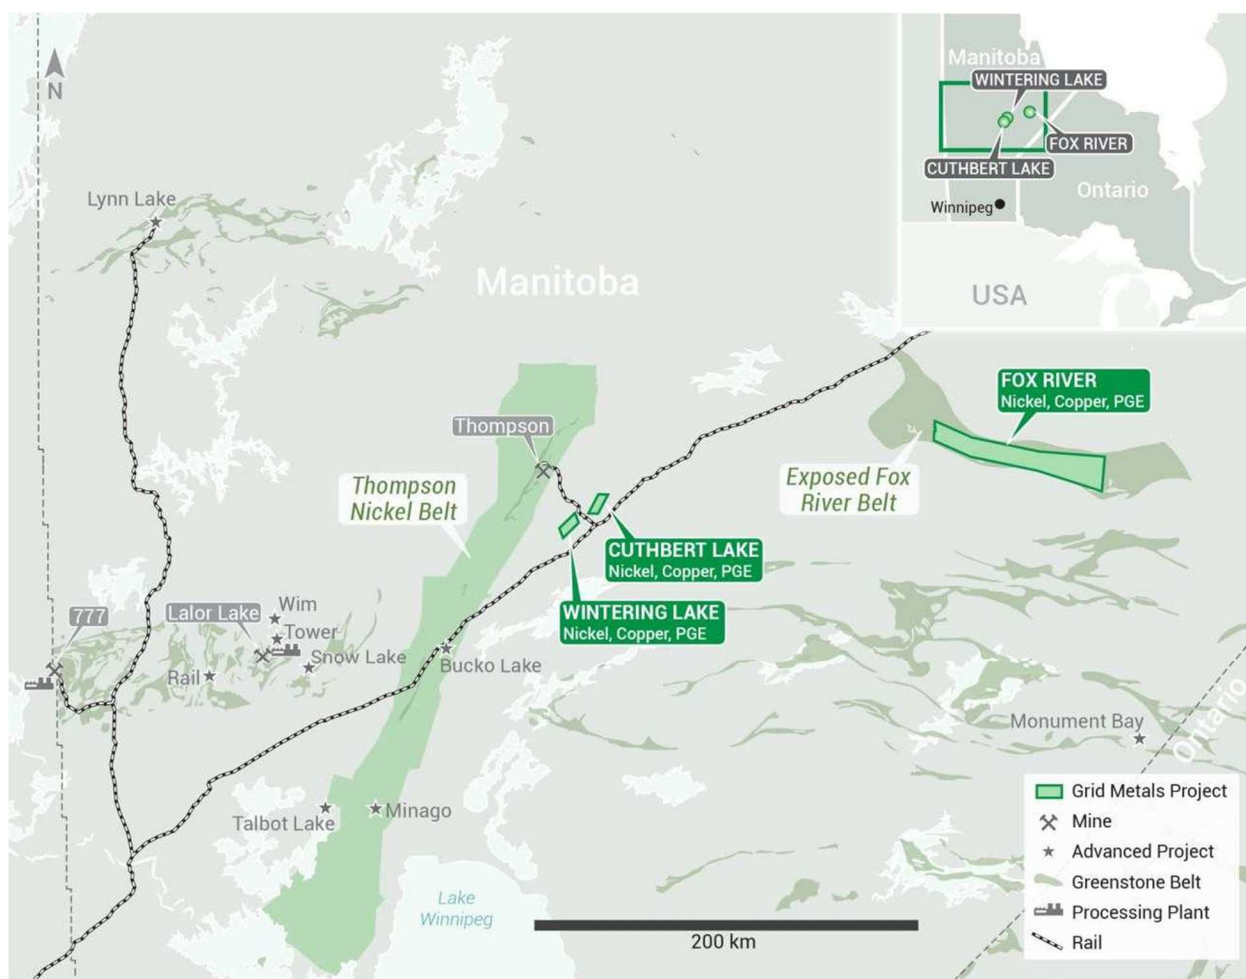 N
Manitoba
WINTERING LAKE
FOX RIVER
CUTHBERT LAKE
Ontario
Winnipeg
USA
Lynn Lake
Manitoba
FOX RIVER
Nickel, Copper, PGE
Thompson
Thompson
Nickel Belt
Exposed Fox
River Belt
CUTHBERT LAKE
Nickel, Copper, PGE
WINTERING LAKE
Nickel, Copper, PGE
777
Lalor Lake
Wim
Tower
Snow Lake
Rail
Bucko Lake
Monument Bay
Ontario
Talbot Lake
Minago
Lake
Winnipeg
200 km
Grid Metals Project
Mine
Advanced Project
Greenstone Belt
Processing Plant
Rail